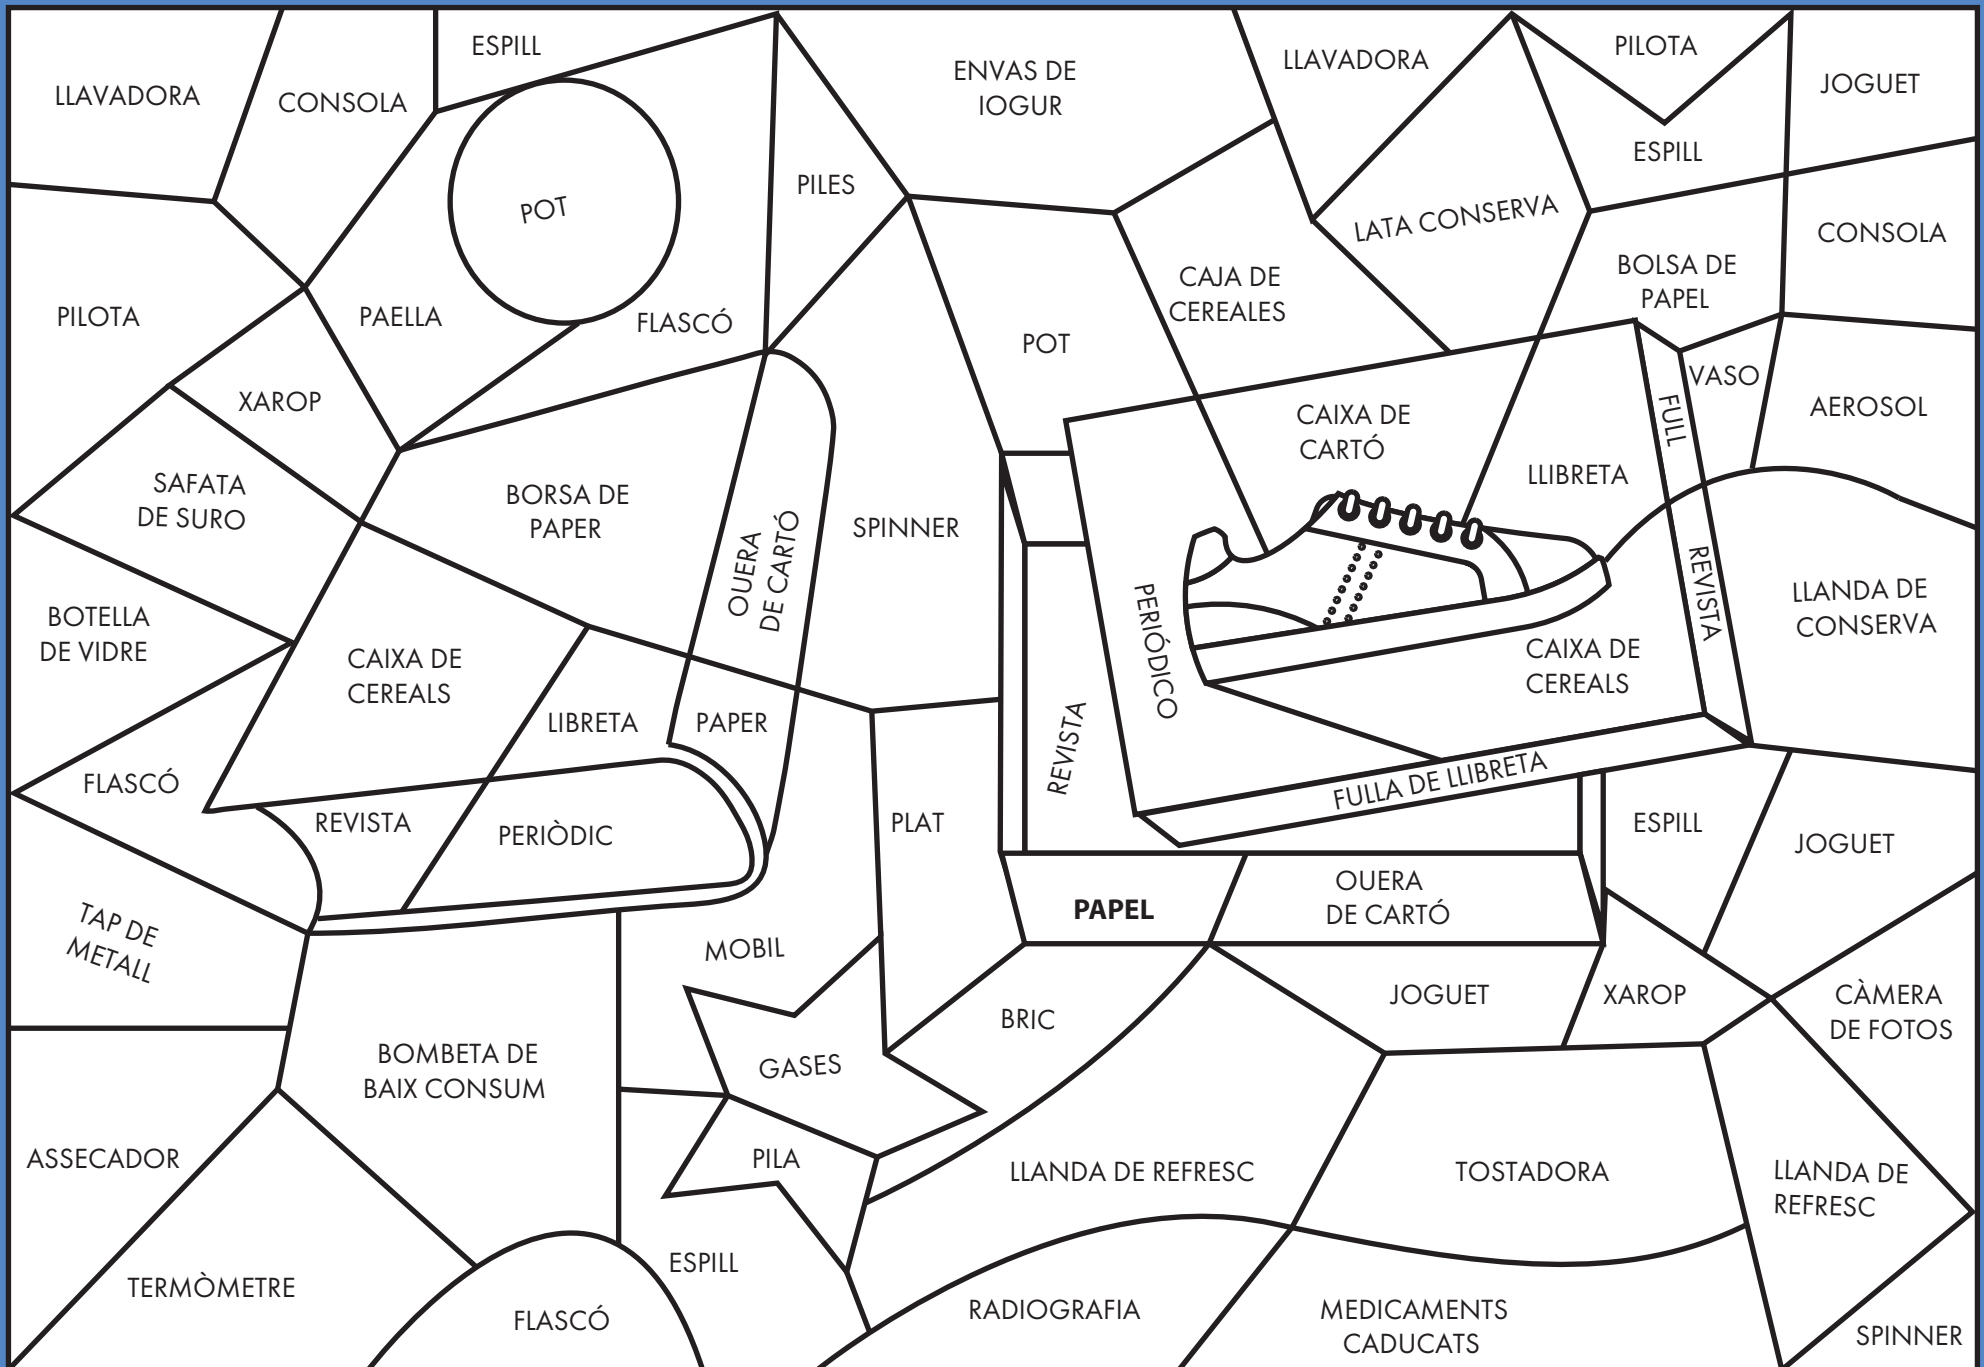 ESPILL
ENVAS DE
IOGUR
LLAVADORA
PILOTA
JOGUET
LLAVADORA
CONSOLA
ESPILL
PILES
POT
LATA CONSERVA
CONSOLA
BOLSA DE
PAPEL
CAJA DE
CEREALES
PILOTA
PAELLA
FLASCÓ
POT
VASO
AEROSOL
XAROP
CAIXA DE
CARTÓ
FULL
LLIBRETA
SAFATA
DE SURO
BORSA DE
PAPER
OUERA
DE CARTÓ
SPINNER
PERIÓDICO
REVISTA
LLANDA DE
CONSERVA
BOTELLA
DE VIDRE
CAIXA DE
CEREALS
CAIXA DE
CEREALS
LIBRETA
PAPER
REVISTA
FLASCÓ
REVISTA
PERIÒDIC
PLAT
FULLA DE LLIBRETA
ESPILL
JOGUET
OUERA
DE CARTÓ
PAPEL
TAP DE
METALL
MOBIL
BRIC
JOGUET
XAROP
CÀMERA
DE FOTOS
BOMBETA DE
BAIX CONSUM
GASES
ASSECADOR
PILA
LLANDA DE REFRESC
TOSTADORA
LLANDA DE
REFRESC
ESPILL
TERMÒMETRE
FLASCÓ
RADIOGRAFIA
MEDICAMENTS
CADUCATS
SPINNER